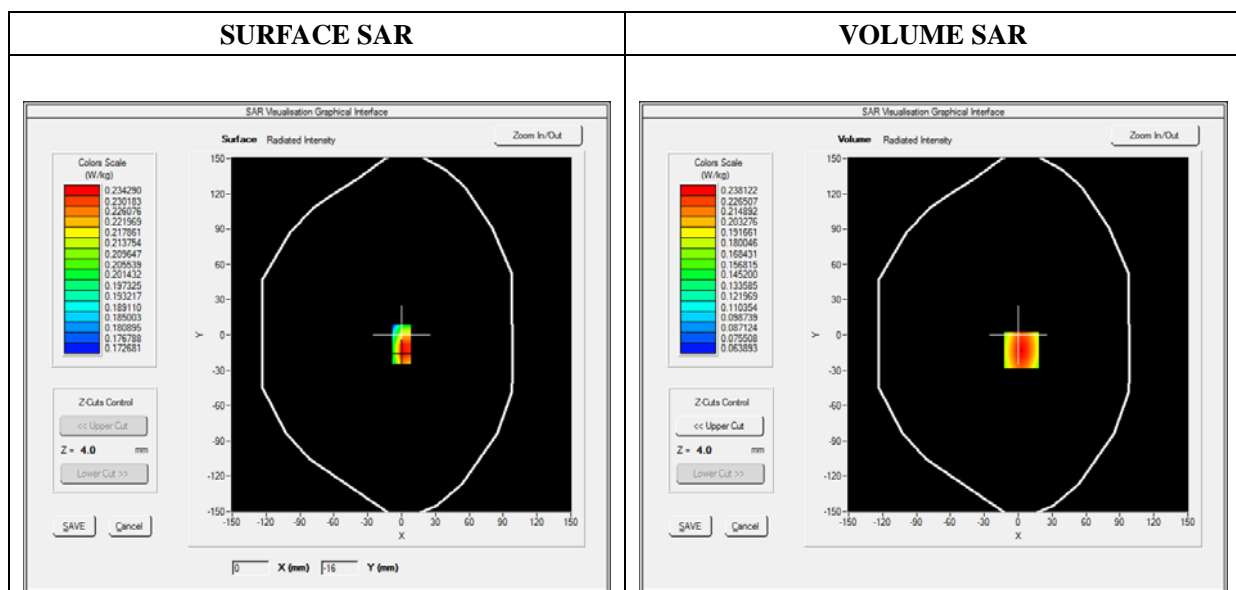 SURFACE SAR
VOLUME SAR
SAR Visualisation Graphical Interface
Surface Radiated Intensity
Zoom In/Out
Colors Scale
(W/kg)
0.234290
0.230183
0.226076
0.221969
0.217861
0.213754
0.209647
0.205539
0.201432
0.197325
0.193217
0.189110
0.185003
0.180895
0.176788
0.172681
Z-Cuts Control
<< Upper Cut
Z = 4.0 mm
Lower Cut >>
SAVE Cancel
150
120
90
60
30
0
-30
-60
-90
-120
-150
Y
-150 -120 -90 -60 -30 0 30 60 90 120 150
X
0 X (mm) -16 Y (mm)
SAR Visualisation Graphical Interface
Volume Radiated Intensity
Zoom In/Out
Colors Scale
(W/kg)
0.238122
0.226507
0.214892
0.203276
0.191661
0.180046
0.168431
0.156815
0.145200
0.133585
0.121969
0.110354
0.098739
0.087124
0.075508
0.063893
Z-Cuts Control
<< Upper Cut
Z = 4.0 mm
Lower Cut >>
SAVE Cancel
150
120
90
60
30
0
-30
-60
-90
-120
-150
Y
-150 -120 -90 -60 -30 0 30 60 90 120 150
X